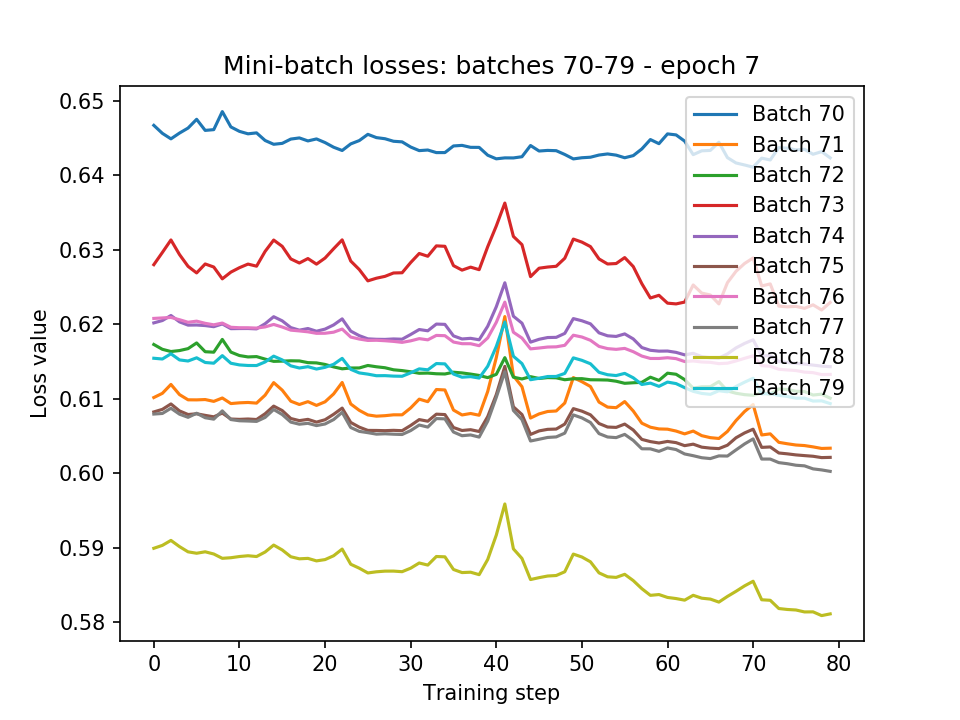 Mini-batch losses: batches 70-79 - epoch 7
0.65
0.64
0.63
0.62
0.61
0.60
0.59
0.58
Loss value
0
10
20
30
40
50
60
70
80
Training step
Batch 70
Batch 71
Batch 72
Batch 73
Batch 74
Batch 75
Batch 76
Batch 77
Batch 78
Batch 79